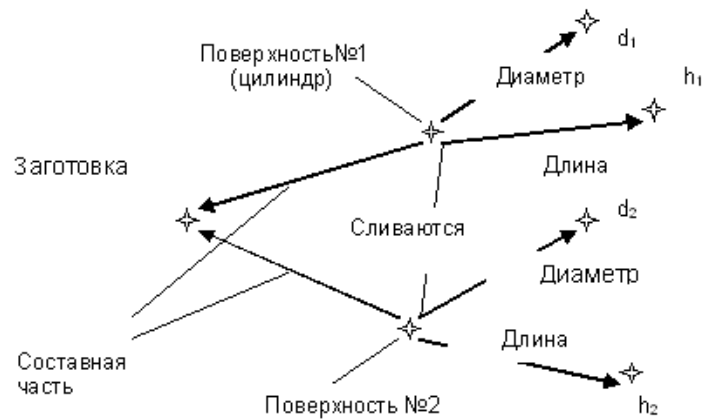 Поверхность№1
(цилиндр)
d₁
Диаметр
h₁
Заготовка
Длина
d₂
Сливаются
Диаметр
Длина
Составная
часть
Поверхность №2
h₂